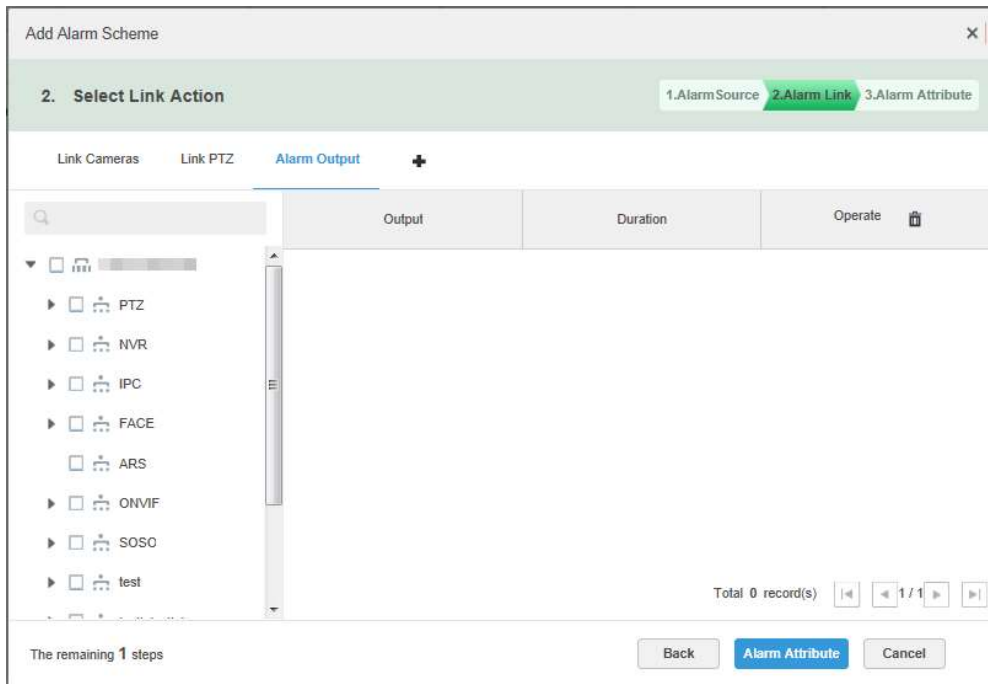 Add Alarm Scheme
2. Select Link Action
1.Alarm Source 2.Alarm Link 3.Alarm Attribute
Link Cameras Link PTZ Alarm Output
Output Duration Operate
PTZ
NVR
IPC
FACE
ARS
ONVIF
SOSO
test
Total 0 record(s) 1 / 1
The remaining 1 steps Back Alarm Attribute Cancel